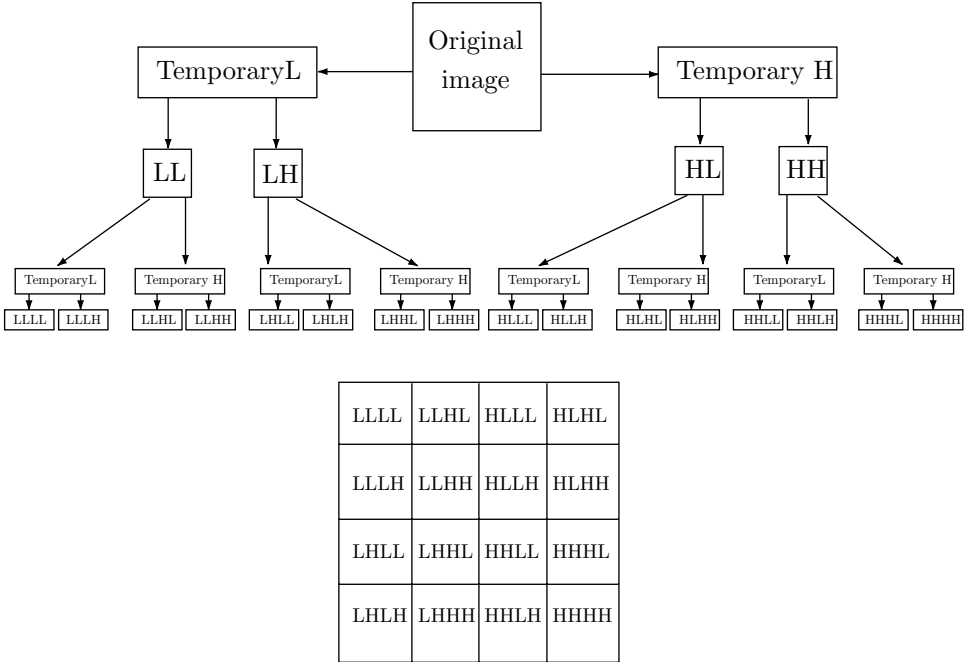 Original
image
TemporaryL
Temporary H
LL
LH
HL
HH
TemporaryL
Temporary H
TemporaryL
Temporary H
TemporaryL
Temporary H
TemporaryL
Temporary H
LLLL
LLLH
LLHL
LLHH
LHLL
LHLH
LHHL
LHHH
HLLL
HLLH
HLHL
HLHH
HHLL
HHLH
HHHL
HHHH
LLLL LLHL HLLL HLHL
LLLH LLHH HLLH HLHH
LHLL LHHL HHLL HHHL
LHLH LHHH HHLH HHHH